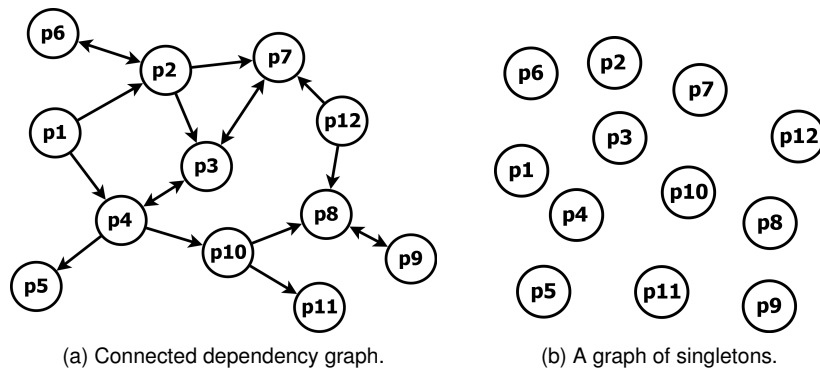 p6
p2
p7
p1
p12
p3
p4
p8
p10
p9
p5
p11
(a) Connected dependency graph.
p6
p2
p7
p3
p12
p1
p10
p4
p8
p5
p11
p9
(b) A graph of singletons.